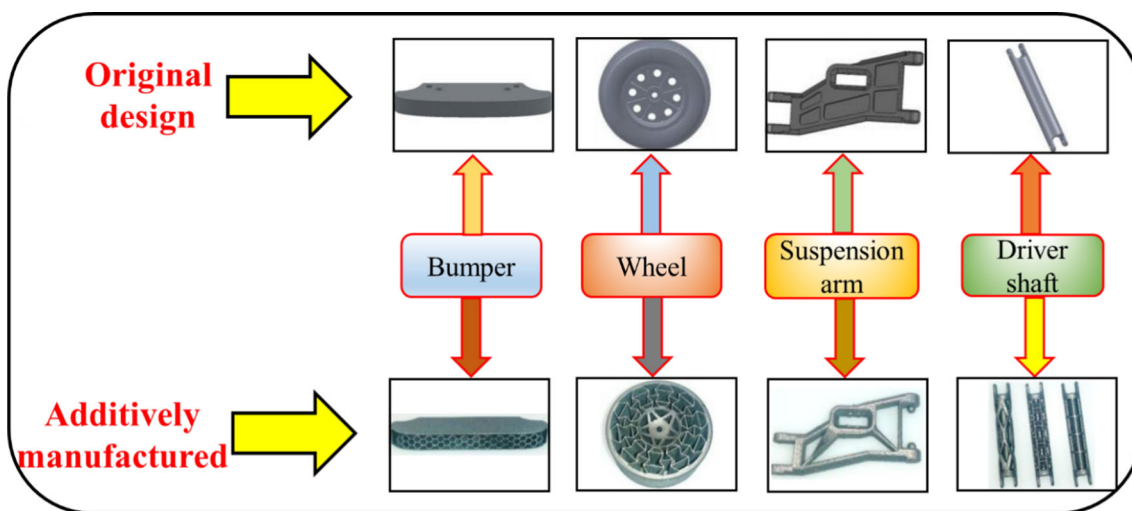 Original
design
Bumper
Wheel
Suspension
arm
Driver
shaft
Additively
manufactured